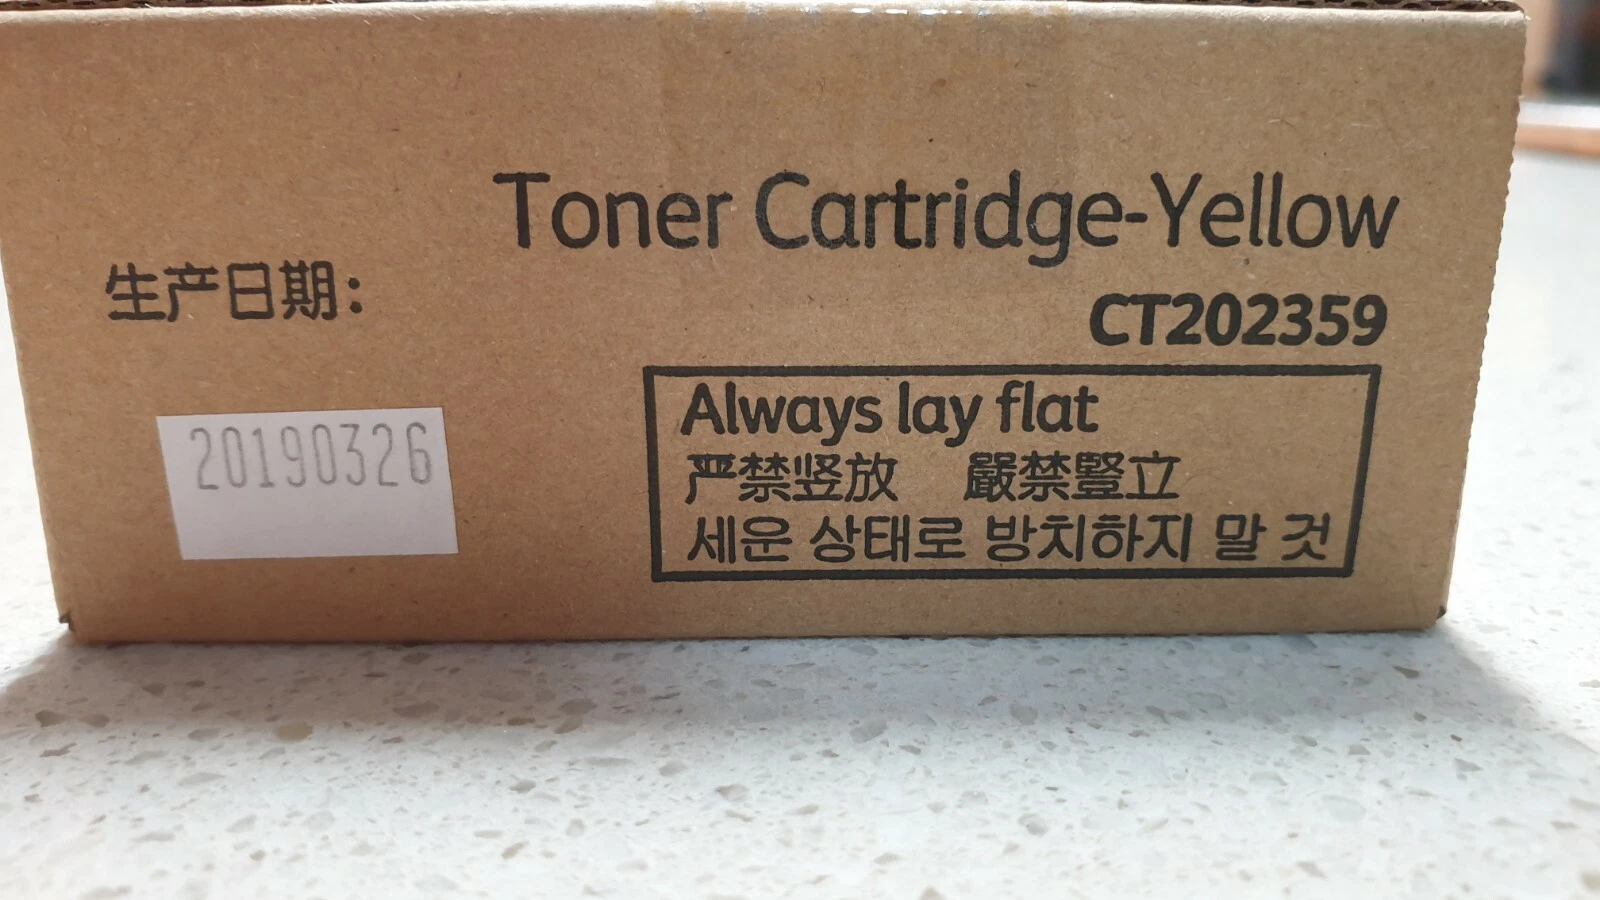 Toner Cartridge-Yellow
生产日期:
CT202359
20190326
Always lay flat
严禁竖放 嚴禁豎立
세운 상태로 방치하지 말 것